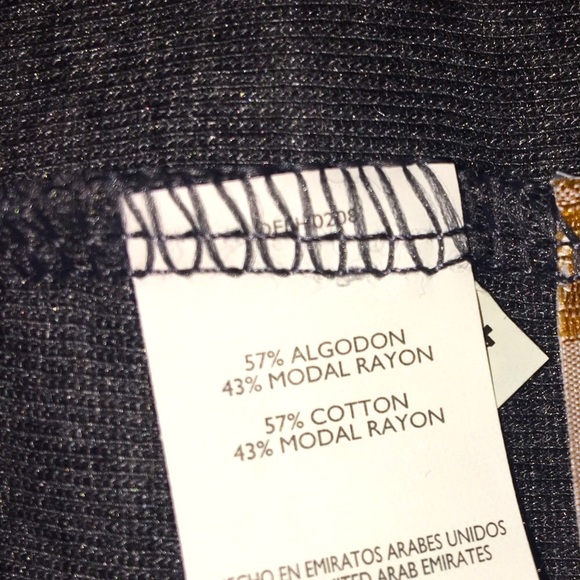 57% ALGODON
43% MODAL RAYON
57% COTTON
43% MODAL RAYON
EN EMIRATOS ARABES UNIDOS
ARAB EMIRATES